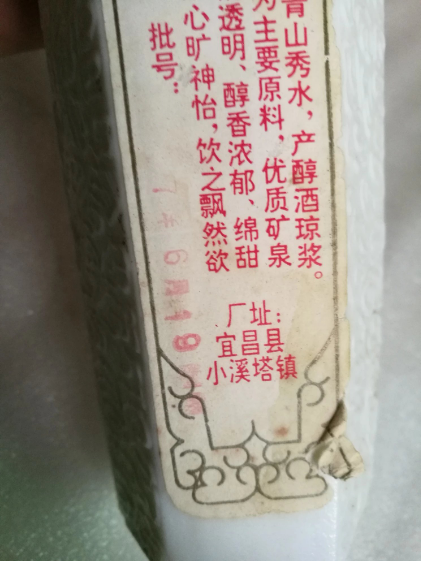 青山秀水，产醇酒琼浆。
为主要原料，优质矿泉
透明、醇香浓郁、绵甜
心旷神怡，饮之飘然欲
批号：
厂址：
宜昌县
小溪塔镇